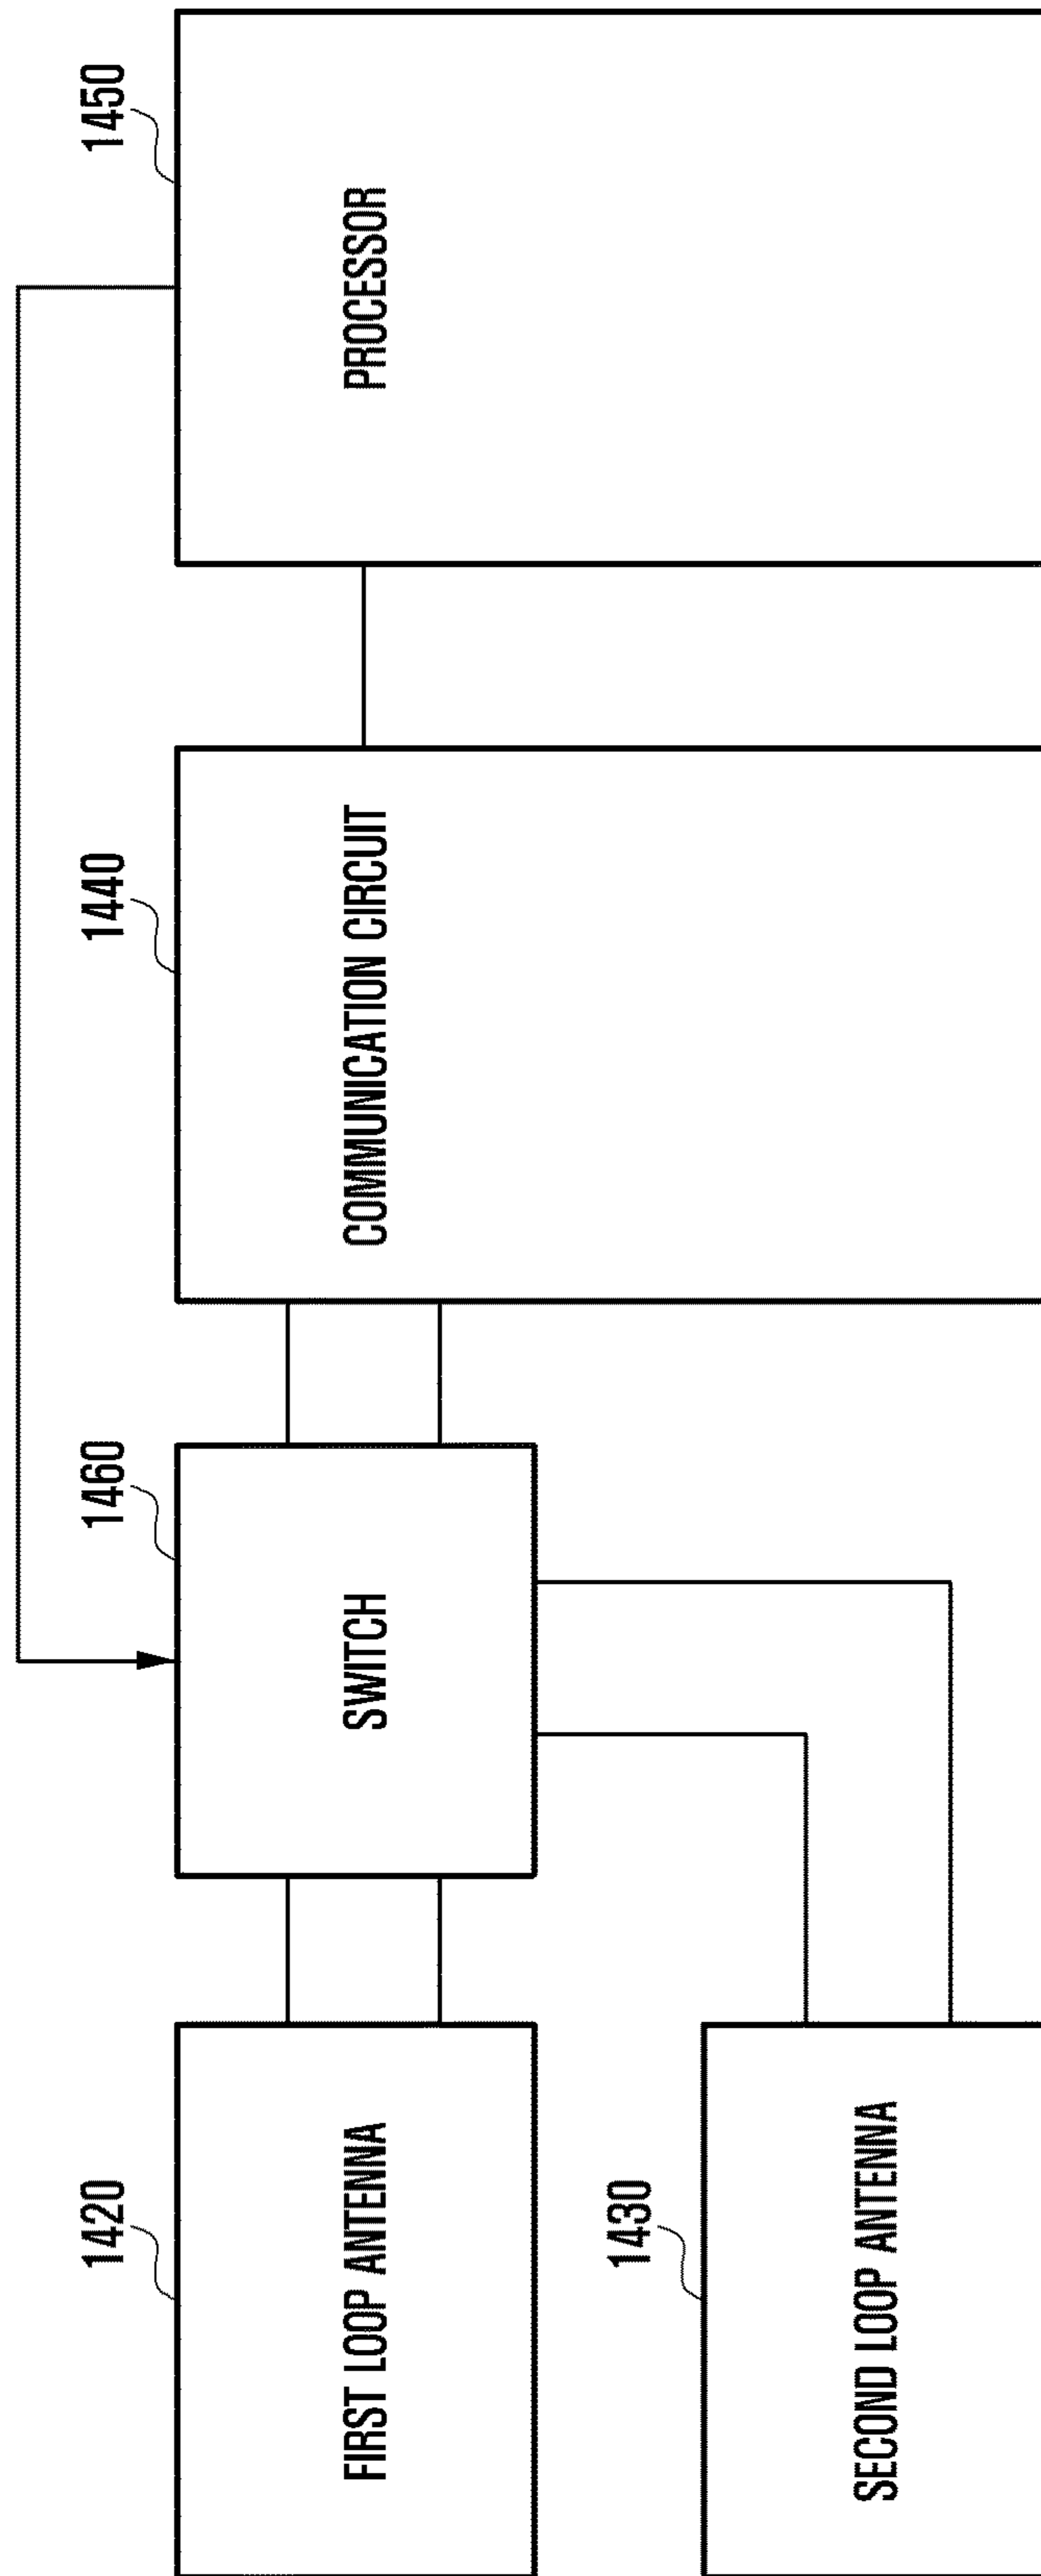 1420
FIRST LOOP ANTENNA
1460
SWITCH
1440
COMMUNICATION CIRCUIT
1450
PROCESSOR
1430
SECOND LOOP ANTENNA